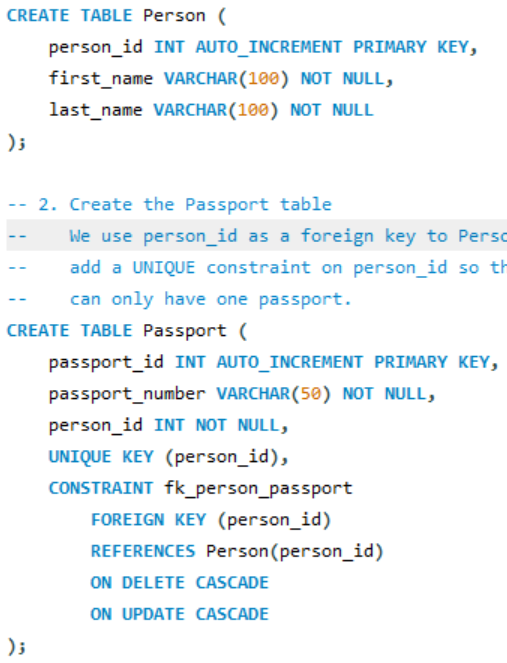 CREATE TABLE Person (
    person_id INT AUTO_INCREMENT PRIMARY KEY,
    first_name VARCHAR(100) NOT NULL,
    last_name VARCHAR(100) NOT NULL
);

-- 2. Create the Passport table
--    We use person_id as a foreign key to
--    add a UNIQUE constraint on person_id so
--    can only have one passport.
CREATE TABLE Passport (
    passport_id INT AUTO_INCREMENT PRIMARY KEY,
    passport_number VARCHAR(50) NOT NULL,
    person_id INT NOT NULL,
    UNIQUE KEY (person_id),
    CONSTRAINT fk_person_passport
        FOREIGN KEY (person_id)
        REFERENCES Person(person_id)
        ON DELETE CASCADE
        ON UPDATE CASCADE
);